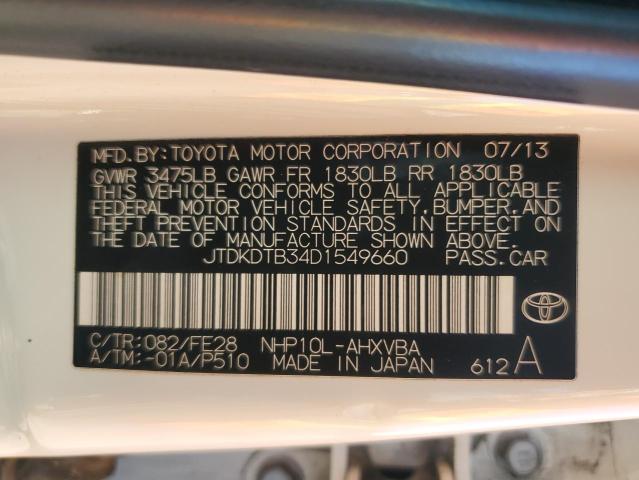 MFD.BY:TOYOTA MOTOR CORPORATION 07/13
GVWR 3475LB GAWR FR 1830LB RR 1830LB
THIS VEHICLE CONFORMS TO ALL APPLICABLE
FEDERAL MOTOR VEHICLE SAFETY,BUMPER,AND
THEFT PREVENTION STANDARDS IN EFFECT ON
THE DATE OF MANUFACTURE SHOWN ABOVE.
JTDKDTB34D1549660 PASS.CAR
C/TR:082/FE28 NHP10L-AHXVBA
A/TM:-01A/P510 MADE IN JAPAN 612A